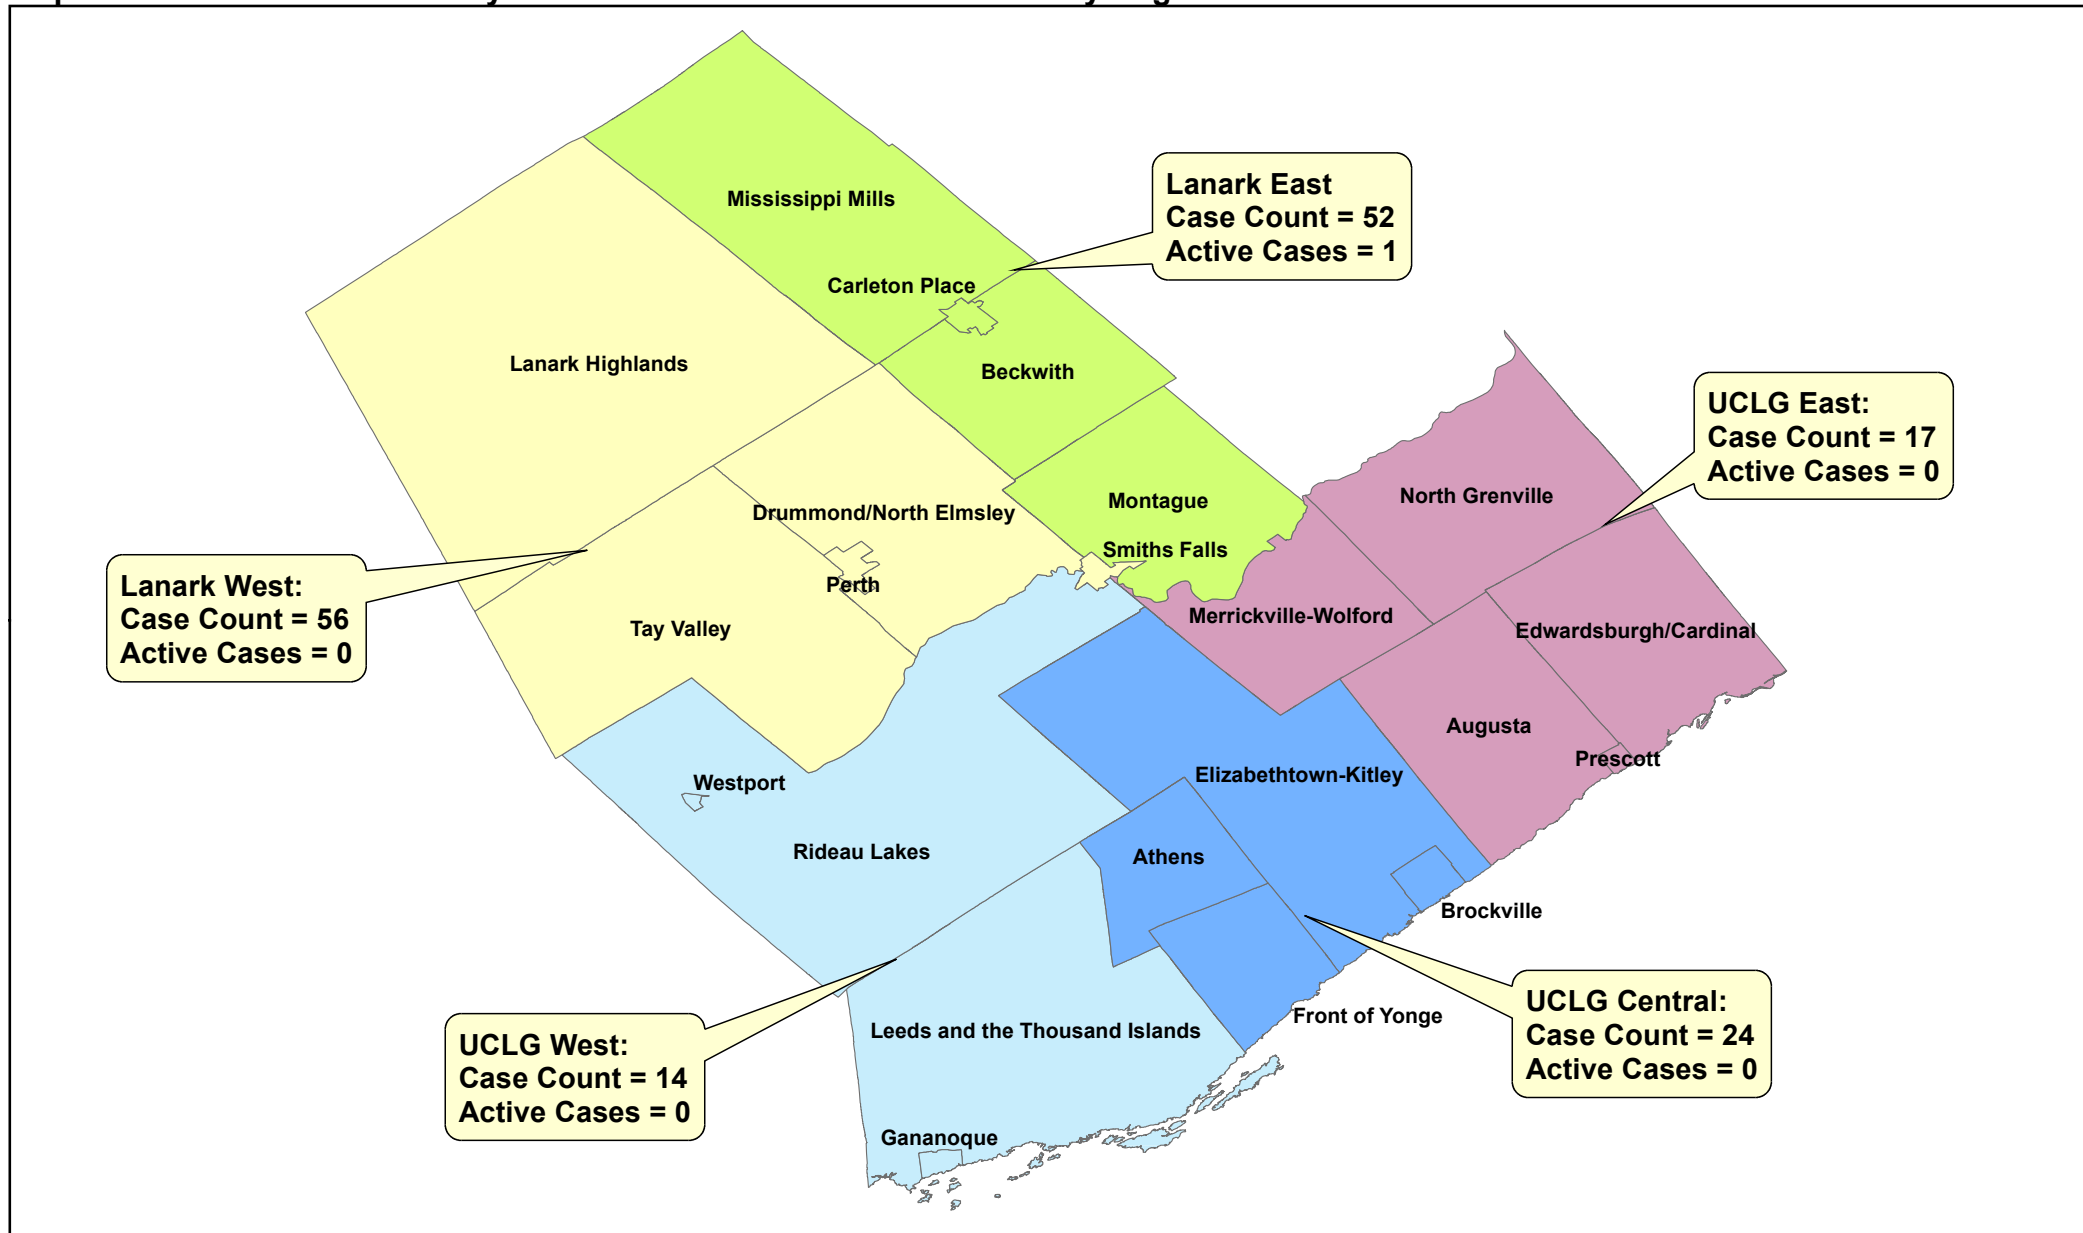 Mississippi Mills
Lanark East
Case Count = 52
Active Cases = 1
Carleton Place
Lanark Highlands
Beckwith
UCLG East:
Case Count = 17
Active Cases = 0
North Grenville
Montague
Drummond/North Elmsley
Smiths Falls
Perth
Lanark West:
Case Count = 56
Active Cases = 0
Tay Valley
Merrickville-Wolford
Edwardsburgh/Cardinal
Augusta
Prescott
Elizabethtown-Kitley
Westport
Rideau Lakes
Athens
Brockville
Front of Yonge
UCLG Central:
Case Count = 24
Active Cases = 0
Leeds and the Thousand Islands
UCLG West:
Case Count = 14
Active Cases = 0
Gananoque